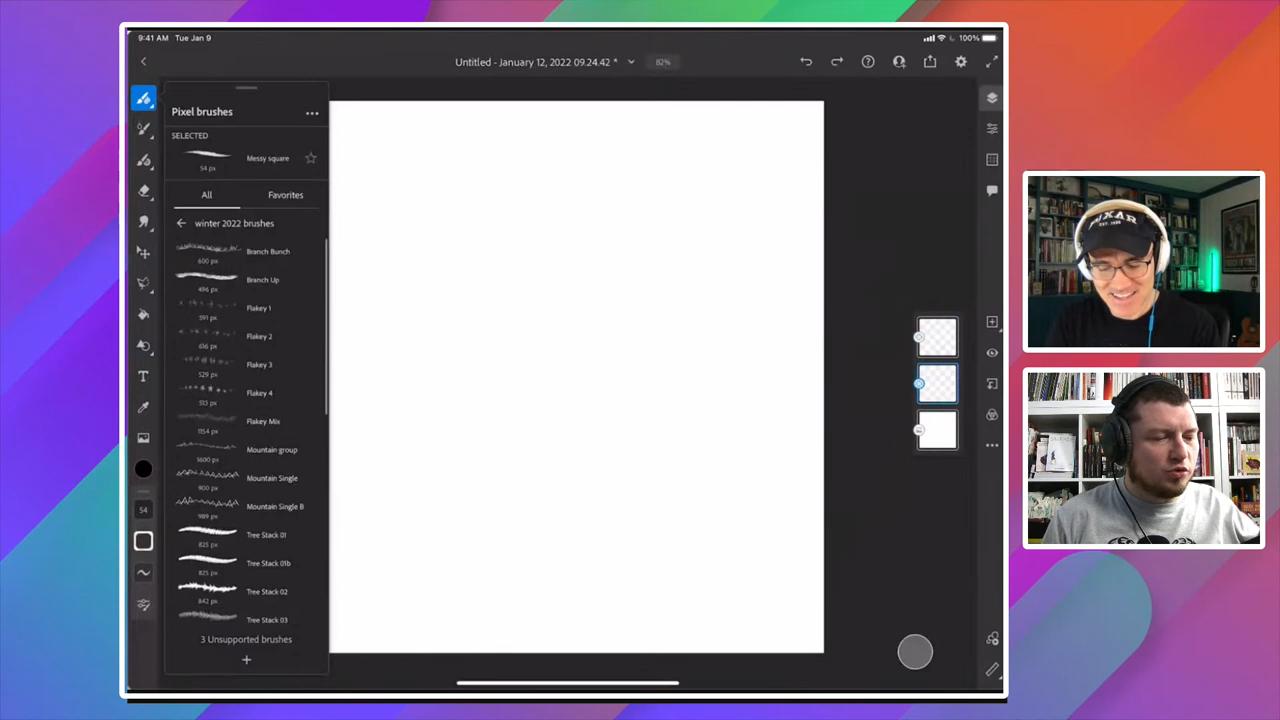 9:41 AM Tue Jan 9
100%
Untitled - January 12, 2022 09.24.42 *
82%
Pixel brushes
SELECTED
Messy square
54 px
All Favorites
winter 2022 brushes
Branch Bunch
600 px
Branch Up
496 px
Flakey 1
591 px
Flakey 2
616 px
Flakey 3
529 px
Flakey 4
513 px
Flakey Mix
1154 px
Mountain group
1600 px
Mountain Single
900 px
Mountain Single B
989 px
Tree Stack 01
825 px
Tree Stack 01b
825 px
Tree Stack 02
842 px
Tree Stack 03
3 Unsupported brushes
54
PIXAR